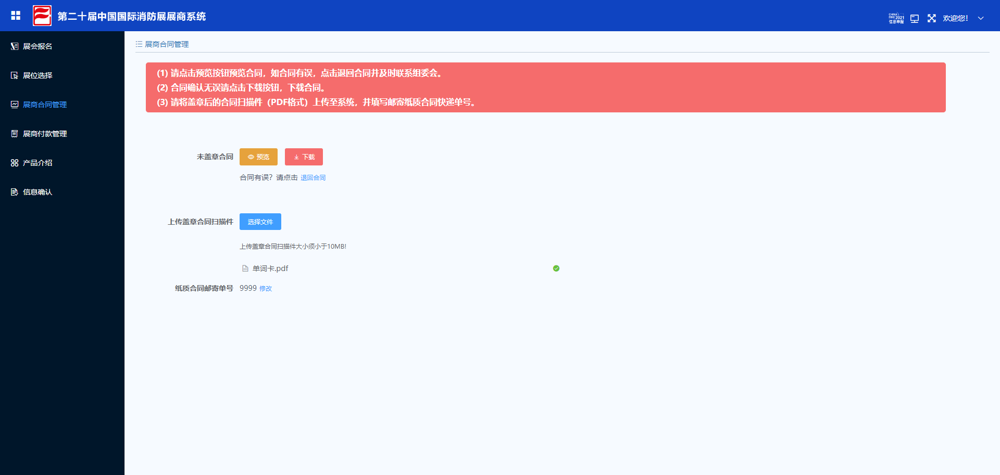 第二十届中国国际消防展展商系统
CHINA
FIRE 2021
信息申报
欢迎您!
展会报名
展位选择
展商合同管理
展商付款管理
产品介绍
信息确认
展商合同管理
(1) 请点击预览按钮预览合同，如合同有误，点击退回合同并及时联系组委会。
(2) 合同确认无误请点击下载按钮，下载合同。
(3) 请将盖章后的合同扫描件（PDF格式）上传至系统，并填写邮寄纸质合同快递单号。
未盖章合同 预览 下载
合同有误？请点击 退回合同
上传盖章合同扫描件 选择文件
上传盖章合同扫描件大小须小于10MB!
单词卡.pdf
纸质合同邮寄单号 9999 修改